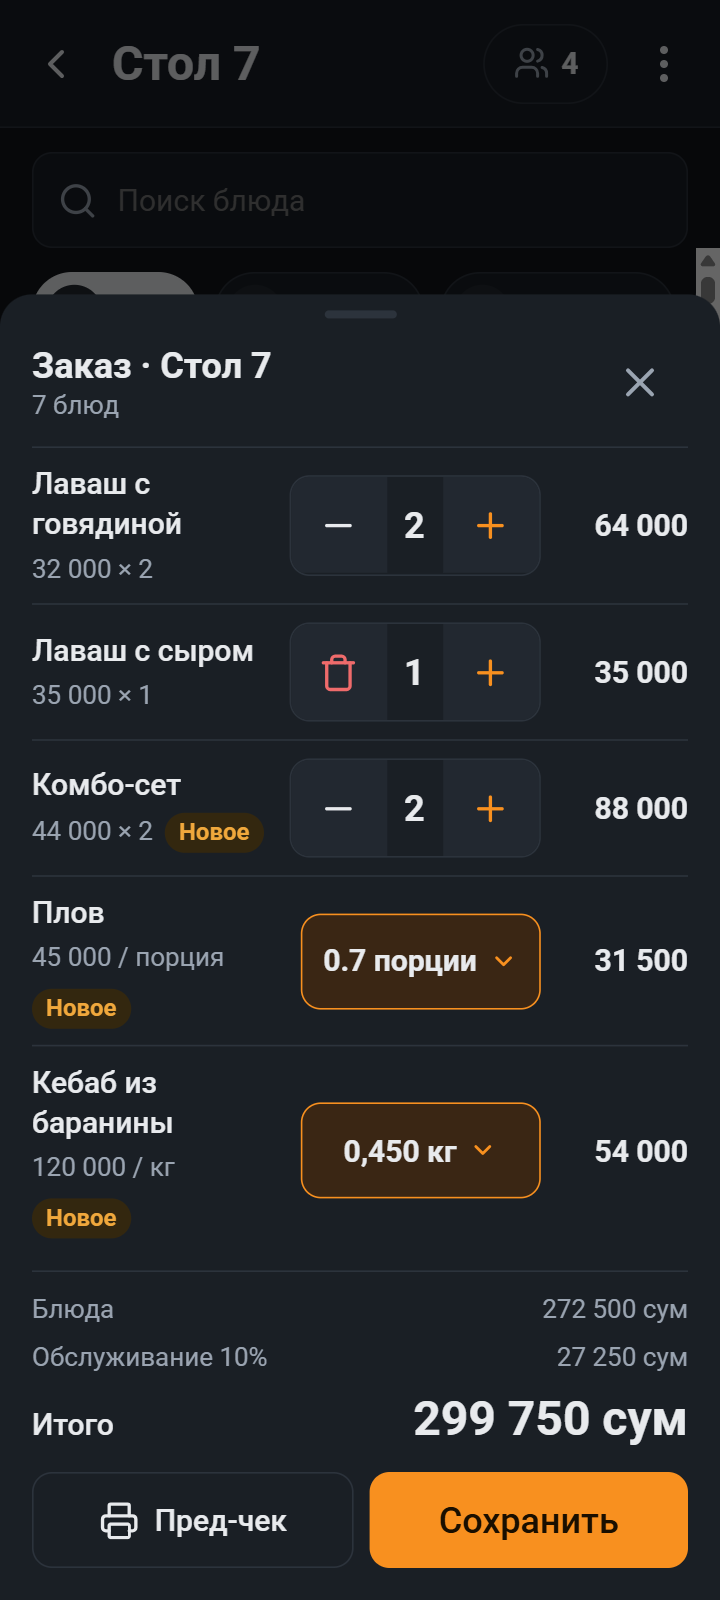 Стол 7
4
Поиск блюда
Заказ · Стол 7
7 блюд
Лаваш с
говядиной
32 000 × 2
2
64 000
Лаваш с сыром
35 000 × 1
1
35 000
Комбо-сет
44 000 × 2 Новое
2
88 000
Плов
45 000 / порция
Новое
0.7 порции
31 500
Кебаб из
баранины
120 000 / кг
Новое
0,450 кг
54 000
Блюда 272 500 сум
Обслуживание 10% 27 250 сум
Итого 299 750 сум
Пред-чек
Сохранить